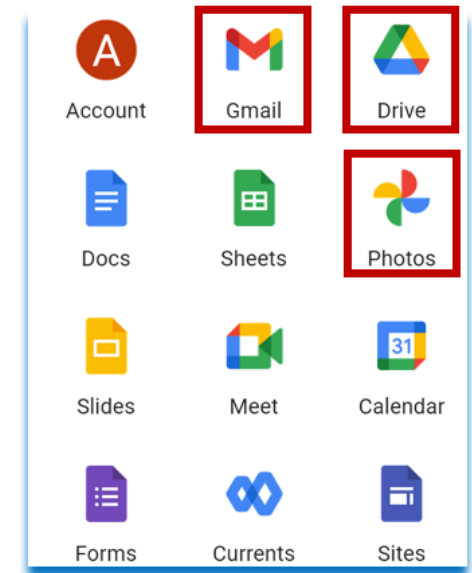 A
Account Gmail Drive
Docs Sheets Photos
31
Slides Meet Calendar
Forms Currents Sites